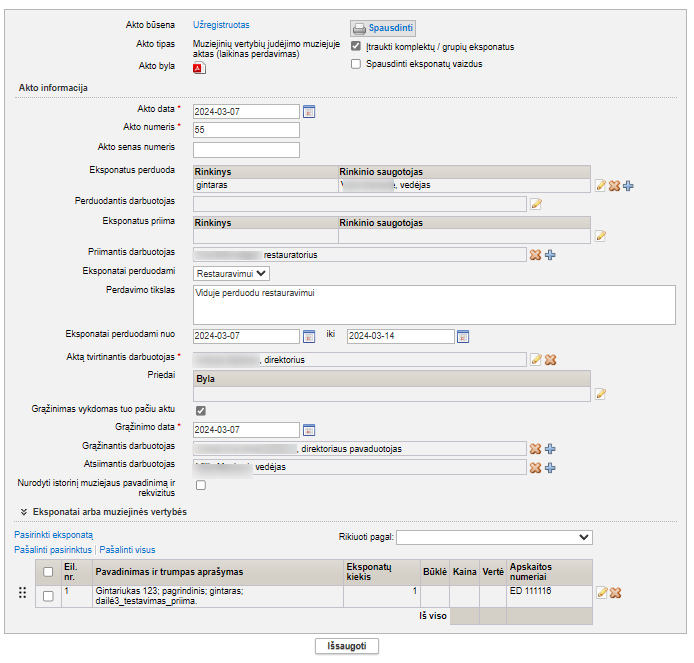 Akto būsena Užregistruotas Spausdinti
Akto tipas Muziejinių vertybių judėjimo muziejuje aktas (laikinas perdavimas) Įtraukti komplektų / grupių eksponatus
Akto byla Spausdinti eksponatų vaizdus
Akto informacija
Akto data * 2024-03-07
Akto numeris * 55
Akto senas numeris
Eksponatus perduoda Rinkinys Rinkinio saugotojas
gintaras , vedėjas
Perduodantis darbuotojas
Eksponatus priima Rinkinys Rinkinio saugotojas
Priimantis darbuotojas restauratorius
Eksponatai perduodami Restauravimui
Perdavimo tikslas Viduje perduodu restauravimui
Eksponatai perduodami nuo 2024-03-07 iki 2024-03-14
Aktą tvirtinantis darbuotojas * , direktorius
Priedai Byla
Grąžinimas vykdomas tuo pačiu aktu
Grąžinimo data * 2024-03-07
Grąžinantis darbuotojas , direktoriaus pavaduotojas
Atsiimantis darbuotojas , vedėjas
Nurodyti istorinį muziejaus pavadinimą ir
rekvizitus
Eksponatai arba muziejinės vertybės
Pasirinkti eksponatą Rikiuoti pagal:
Pašalinti pasirinktus | Pašalinti visus
Eil. nr. Pavadinimas ir trumpas aprašymas Eksponatų kiekis Būklė Kaina Vertė Apskaitos numeriai
1 Gintariukas 123; pagrindinis; gintaras; 1 ED 111116
dailė3_testavimas_priima.
Iš viso
Išsaugoti